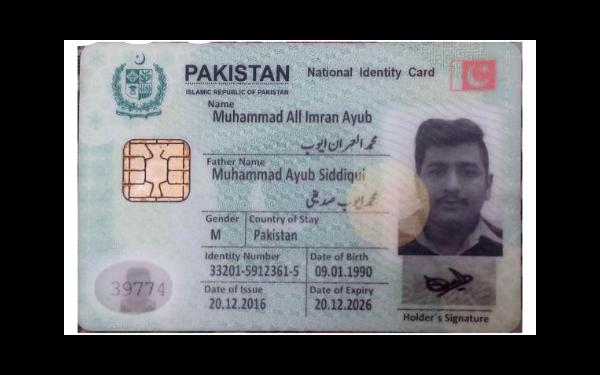 PAKISTAN National Identity Card
ISLAMIC REPUBLIC OF PAKISTAN
Name
Muhammad All Imran Ayub
محمد العمران ایوب
Father Name
Muhammad Ayub Siddiqui
محمد ایوب صدیقی
Gender Country of Stay
M Pakistan
Identity Number Date of Birth
33201-5912361-5 09.01.1990
39774
Date of Issue Date of Expiry
20.12.2016 20.12.2026
Holder's Signature